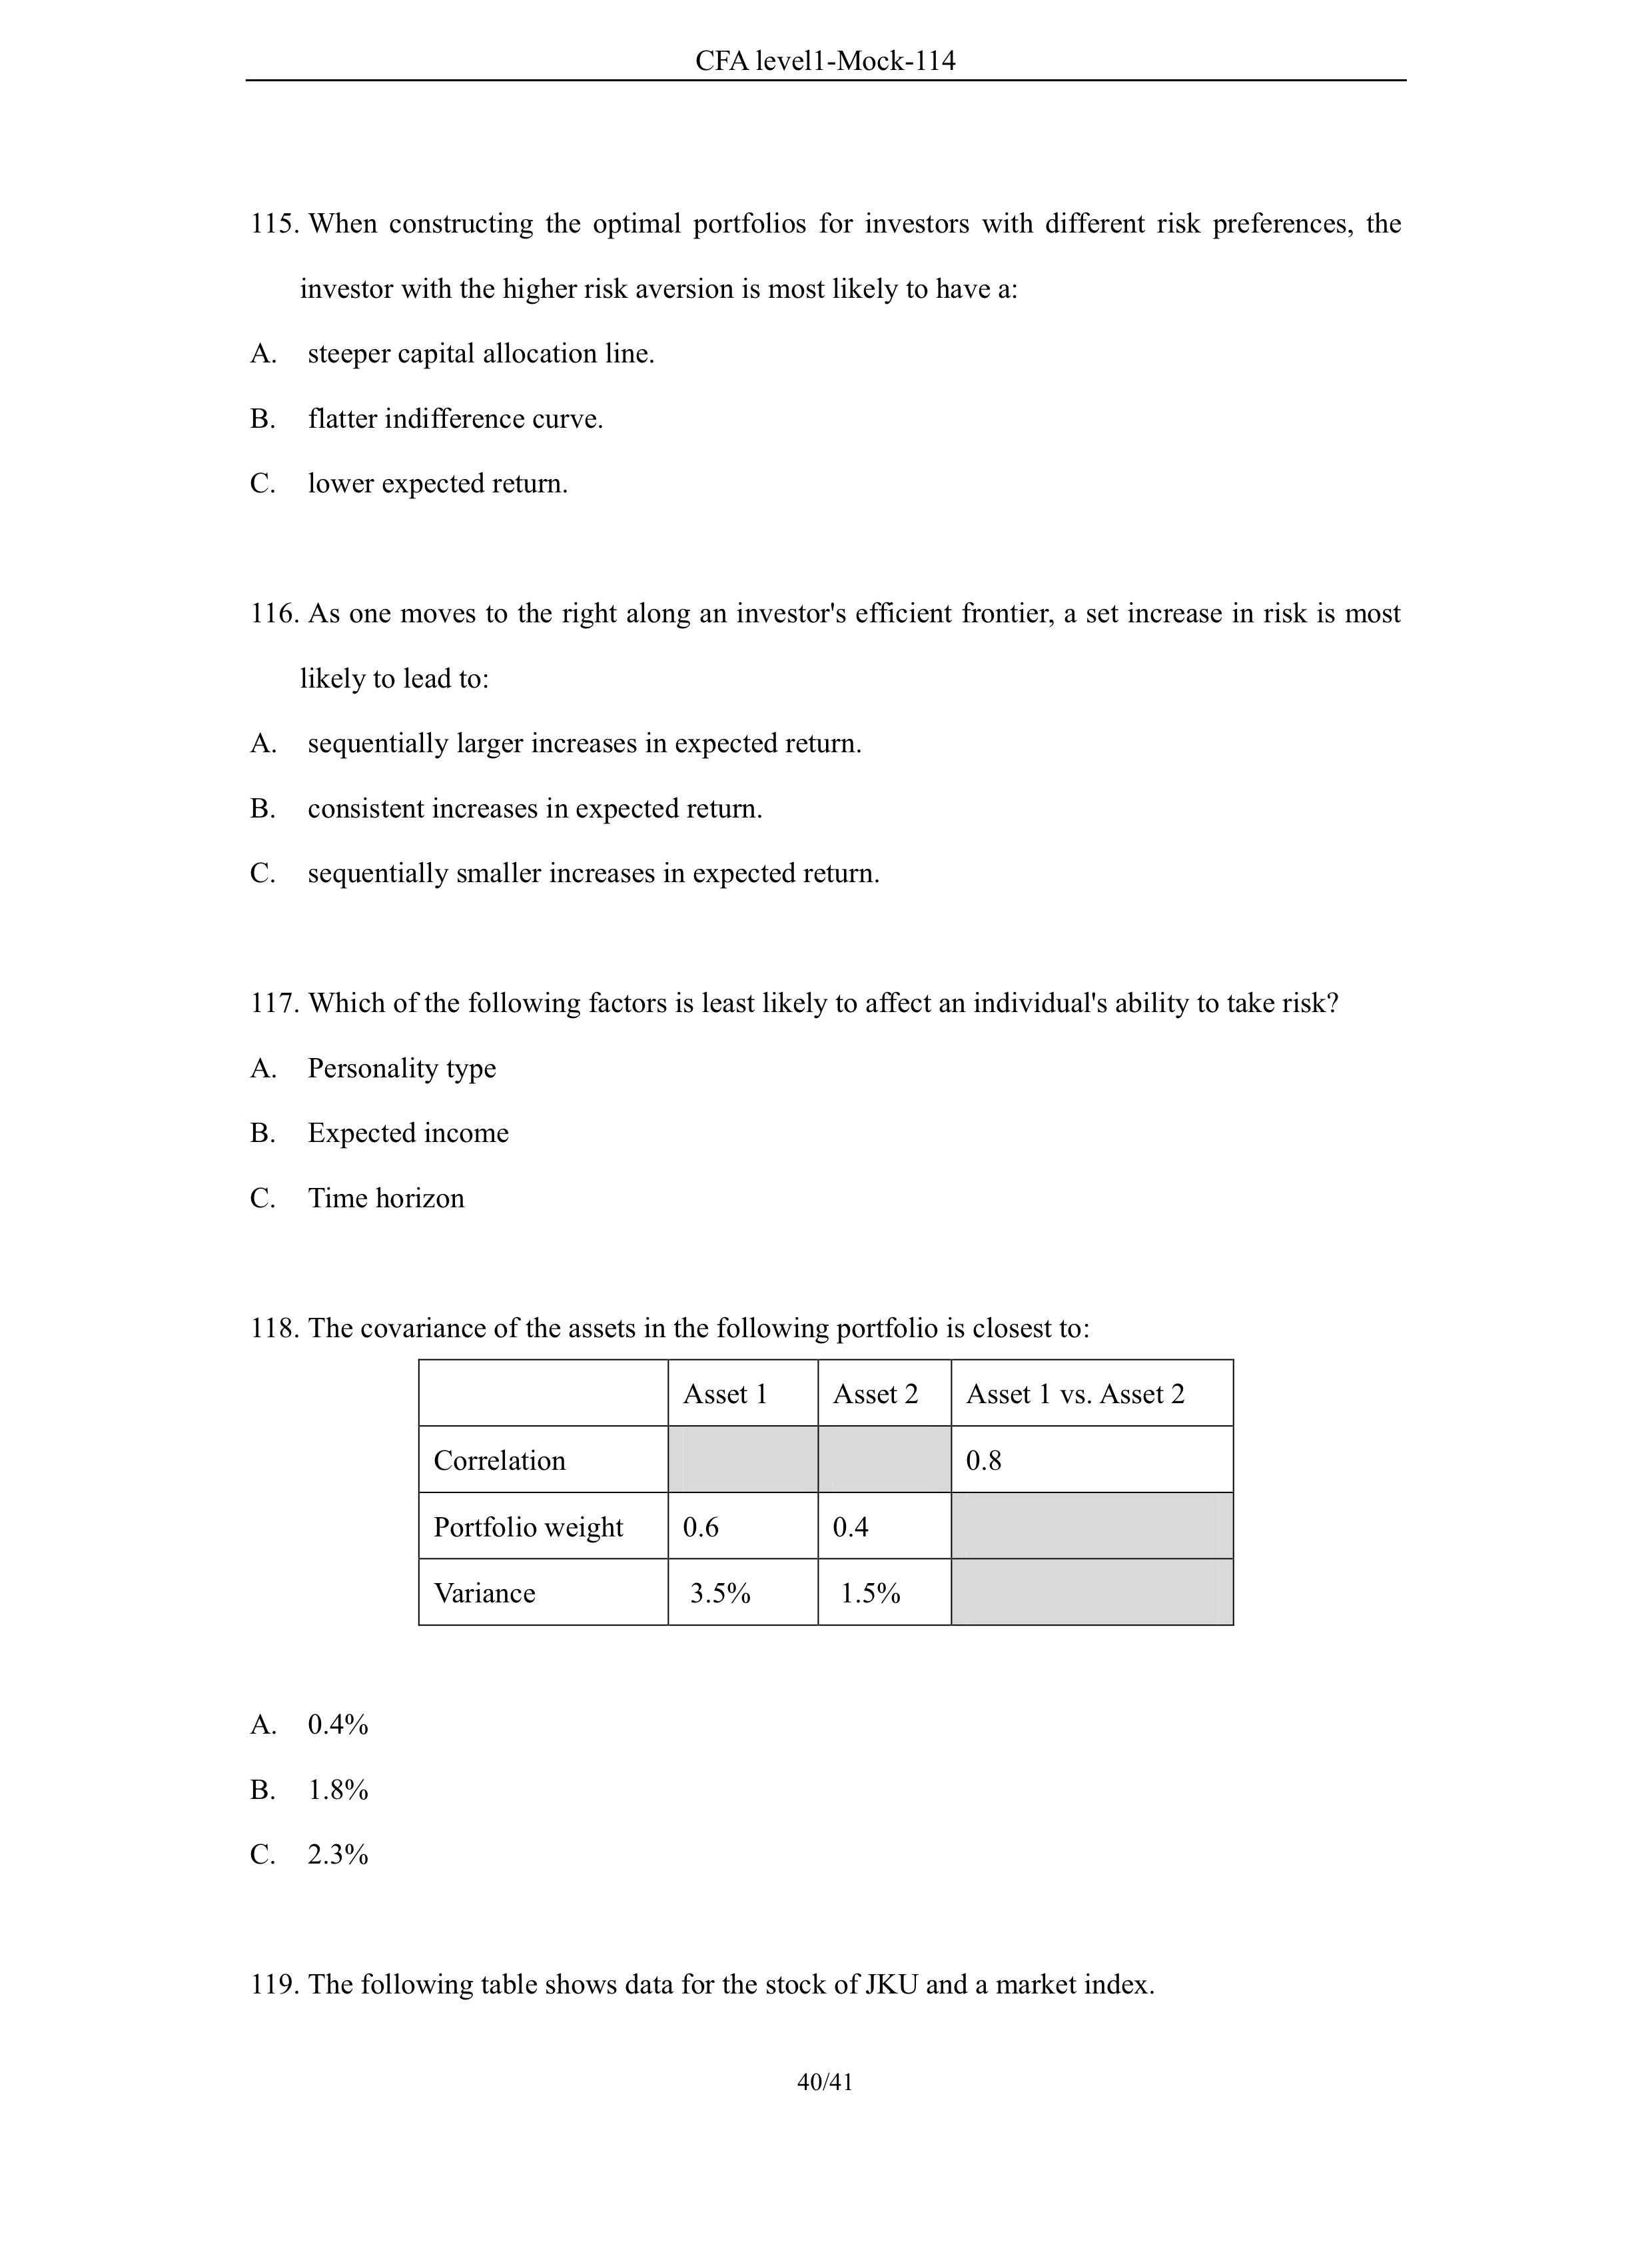 CFA level1-Mock-114
115. When constructing the optimal portfolios for investors with different risk preferences, the
investor with the higher risk aversion is most likely to have a:
A. steeper capital allocation line.
B. flatter indifference curve.
C. lower expected return.
116. As one moves to the right along an investor's efficient frontier, a set increase in risk is most
likely to lead to:
A. sequentially larger increases in expected return.
B. consistent increases in expected return.
C. sequentially smaller increases in expected return.
117. Which of the following factors is least likely to affect an individual's ability to take risk?
A. Personality type
B. Expected income
C. Time horizon
118. The covariance of the assets in the following portfolio is closest to:
Asset 1 Asset 2 Asset 1 vs. Asset 2
Correlation 0.8
Portfolio weight 0.6 0.4
Variance 3.5% 1.5%
A. 0.4%
B. 1.8%
C. 2.3%
119. The following table shows data for the stock of JKU and a market index.
40/41